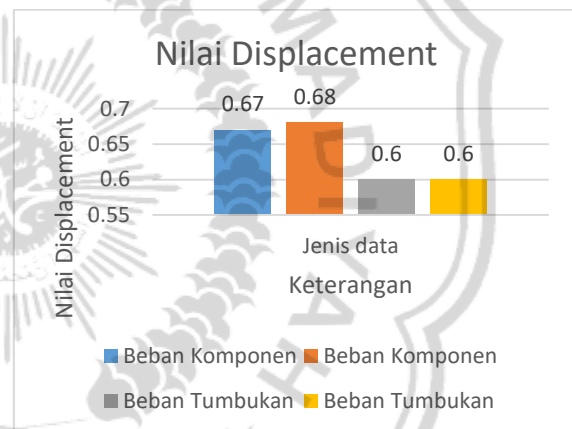 Nilai Displacement
Nilai Displacement
0.7
0.65
0.6
0.55
0.67
0.68
0.6
0.6
Jenis data
Keterangan
Beban Komponen Beban Komponen
Beban Tumbukan Beban Tumbukan